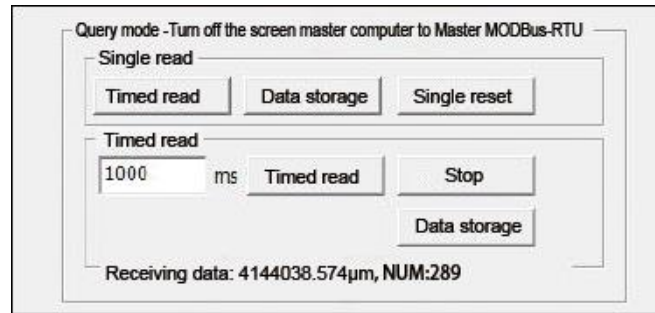 Query mode -Turn off the screen master computer to Master MODBus-RTU
Single read
Timed read Data storage Single reset
Timed read
1000 ms Timed read Stop
Data storage
Receiving data: 4144038.574μm, NUM:289